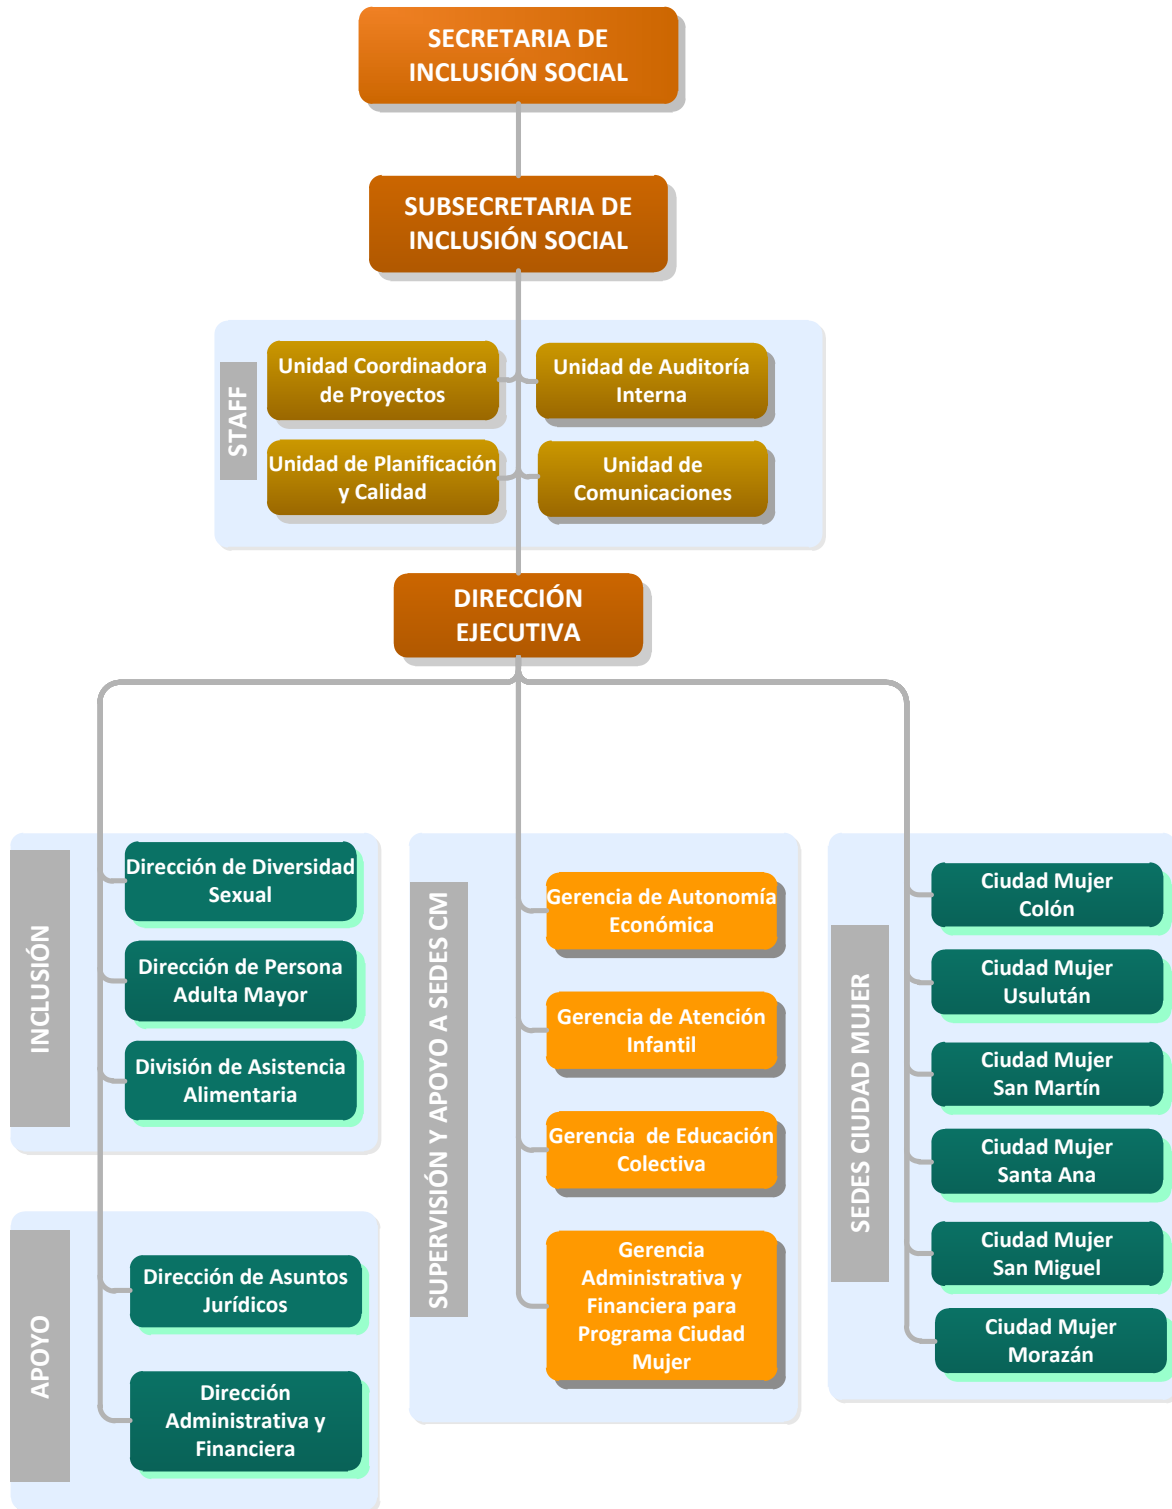 SECRETARIA DE
INCLUSIÓN SOCIAL
SUBSECRETARIA DE
INCLUSIÓN SOCIAL
STAFF
Unidad Coordinadora
de Proyectos
Unidad de Auditoría
Interna
Unidad de Planificación
y Calidad
Unidad de
Comunicaciones
DIRECCIÓN
EJECUTIVA
INCLUSIÓN
Dirección de Diversidad
Sexual
Dirección de Persona
Adulta Mayor
División de Asistencia
Alimentaria
APOYO
Dirección de Asuntos
Jurídicos
Dirección
Administrativa y
Financiera
SUPERVISIÓN Y APOYO A SEDES CM
Gerencia de Autonomía
Económica
Gerencia de Atención
Infantil
Gerencia de Educación
Colectiva
Gerencia
Administrativa y
Financiera para
Programa Ciudad
Mujer
SEDES CIUDAD MUJER
Ciudad Mujer
Colón
Ciudad Mujer
Usulután
Ciudad Mujer
San Martín
Ciudad Mujer
Santa Ana
Ciudad Mujer
San Miguel
Ciudad Mujer
Morazán